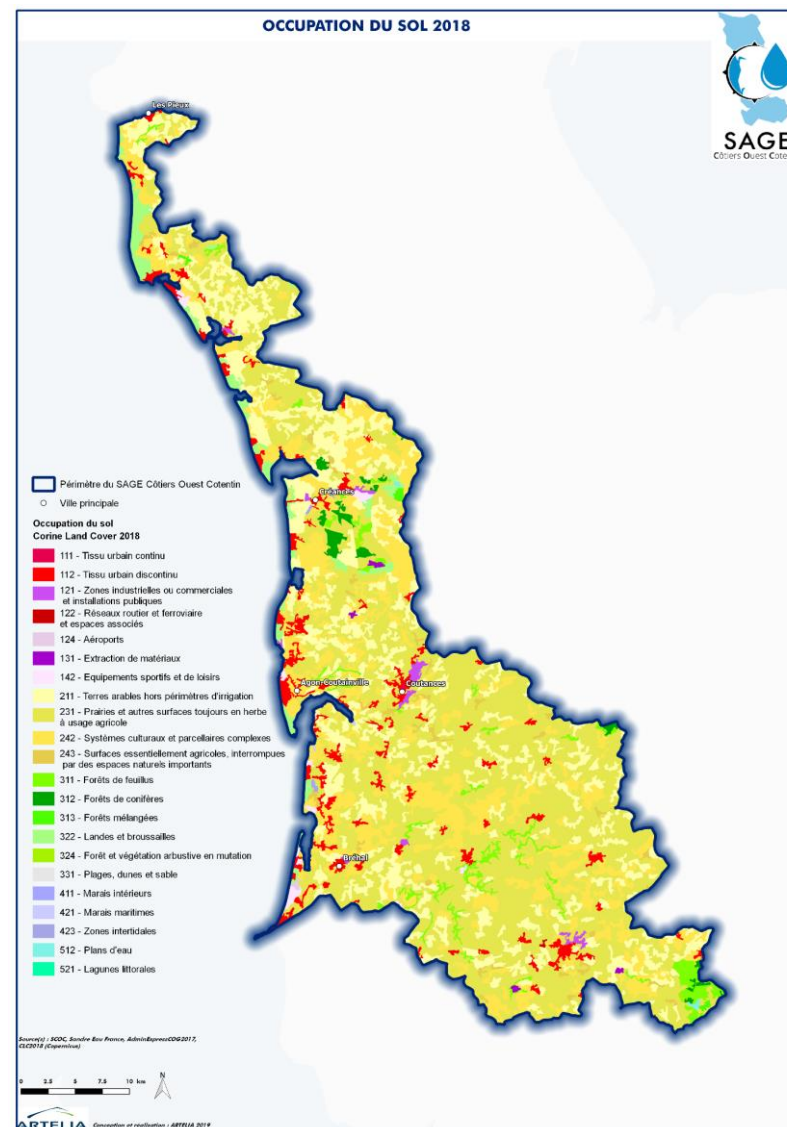 OCCUPATION DU SOL 2018
SAGE
Côtiers Ouest Coten
Les Pieux
Créances
Agon-Coutainville
Coutances
Bréhal
Périmètre du SAGE Côtiers Ouest Cotentin
Ville principale
Occupation du sol
Corine Land Cover 2018
111 - Tissu urbain continu
112 - Tissu urbain discontinu
121 - Zones industrielles ou commerciales
et installations publiques
122 - Réseaux routier et ferroviaire
et espaces associés
124 - Aéroports
131 - Extraction de matériaux
142 - Equipements sportifs et de loisirs
211 - Terres arables hors périmètres d'irrigation
231 - Prairies et autres surfaces toujours en herbe
à usage agricole
242 - Systèmes culturaux et parcellaires complexes
243 - Surfaces essentiellement agricoles, interrompues
par des espaces naturels importants
311 - Forêts de feuillus
312 - Forêts de conifères
313 - Forêts mélangées
322 - Landes et broussailles
324 - Forêt et végétation arbustive en mutation
331 - Plages, dunes et sable
411 - Marais intérieurs
421 - Marais maritimes
423 - Zones intertidales
512 - Plans d'eau
521 - Lagunes littorales
Source(s) : SCOC, Sandre Eau France, AdminExpressCOG2017,
CLC2018 (Copernicus)
0 2.5 5 7.5 10 km
N
ARTELIA Conception et réalisation : ARTELIA 2019